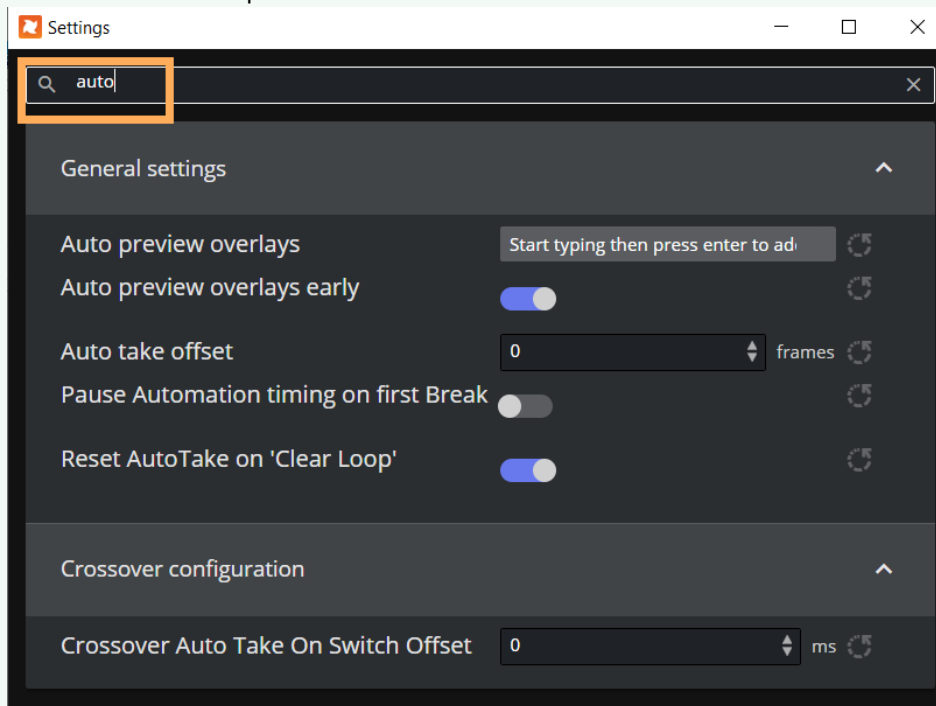 Settings
auto
General settings
Auto preview overlays Start typing then press enter to ad
Auto preview overlays early
Auto take offset 0 frames
Pause Automation timing on first Break
Reset AutoTake on 'Clear Loop'
Crossover configuration
Crossover Auto Take On Switch Offset 0 ms